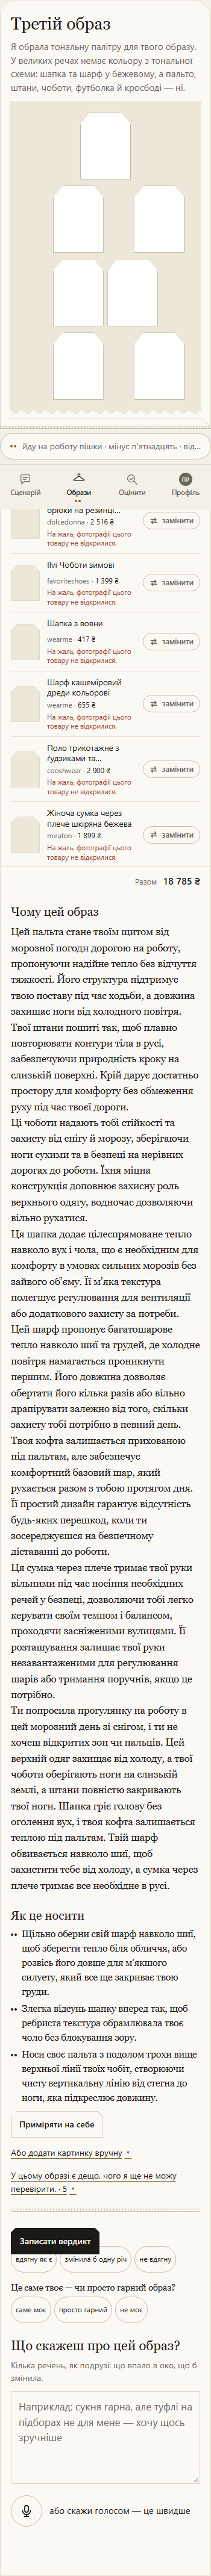 Третій образ
Я обрала тональну палітру для твого образу.
У великих речах немає кольору з тональної
схеми: шапка та шарф у бежевому, а пальто,
штани, чоботи, футболка й кросбоді — ні.
йду на роботу пішки · мінус п'ятнадцять · від...
Сценарій
Образи
Оцінити
ПР
Профіль
брюки на резинці...
dolcedonna · 2 516 ₴
На жаль, фотографії цього
товару не відкрилися.
замінити
Ilvi Чоботи зимові
favoriteshoes · 1 399 ₴
На жаль, фотографії цього
товару не відкрилися.
замінити
Шапка з вовни
wearme · 417 ₴
На жаль, фотографії цього
товару не відкрилися.
замінити
Шарф кашеміровий
дреди кольорові
wearme · 655 ₴
На жаль, фотографії цього
товару не відкрилися.
замінити
Поло трикотажне з
ґудзиками та...
cooshwear · 2 900 ₴
На жаль, фотографії цього
товару не відкрилися.
замінити
Жіноча сумка через
плече шкіряна бежева
miraton · 1 899 ₴
На жаль, фотографії цього
товару не відкрилися.
замінити
Разом 18 785 ₴
Чому цей образ
Цей пальта стане твоїм щитом від
морозної погоди дорогою на роботу,
пропонуючи надійне тепло без відчуття
тяжкості. Його структура підтримує
твою поставу під час ходьби, а довжина
захищає ноги від холодного повітря.
Твої штани пошиті так, щоб плавно
повторювати контури тіла в русі,
забезпечуючи природність кроку на
слизькій поверхні. Крій дарує достатньо
простору для комфорту без обмеження
руху під час твоєї дороги.
Ці чоботи надають тобі стійкості та
захисту від снігу й морозу, зберігаючи
ноги сухими та в безпеці на нерівних
дорогах до роботи. Їхня міцна
конструкція доповнює захисну роль
верхнього одягу, водночас дозволяючи
вільно рухатися.
Ця шапка додає цілеспрямоване тепло
навколо вух і чола, що є необхідним для
комфорту в умовах сильних морозів без
зайвого об'єму. Її м'яка текстура
полегшує регулювання для вентиляції
або додаткового захисту за потреби.
Цей шарф пропонує багатошарове
тепло навколо шиї та грудей, де холодне
повітря намагається проникнути
першим. Його довжина дозволяє
обертати його кілька разів або вільно
драпірувати залежно від того, скільки
захисту тобі потрібно в певний день.
Твоя кофта залишається прихованою
під пальтам, але забезпечує
комфортний базовий шар, який
рухається разом з тобою протягом дня.
Її простий дизайн гарантує відсутність
будь-яких перешкод, коли ти
зосереджуєшся на безпечному
діставанні до роботи.
Ця сумка через плече тримає твої руки
вільними під час носіння необхідних
речей у безпеці, дозволяючи тобі легко
керувати своїм темпом і балансом,
проходячи засніженими вулицями. Її
розташування залишає твої руки
незавантаженими для регулювання
шарів або тримання поручнів, якщо це
потрібно.
Ти попросила прогулянку на роботу в
цей морозний день зі снігом, і ти не
хочеш відкритих зон чи пальців. Цей
верхній одяг захищає від холоду, а твої
чоботи оберігають ноги на слизькій
землі, а штани повністю закривають
твої ноги. Шапка гріє голову без
оголення вух, і твоя кофта залишається
теплою під пальтам. Твій шарф
обвивається навколо шиї, щоб
захистити тебе від холоду, а сумка через
плече тримає все необхідне в русі.
Як це носити
•• Щільно оберни свій шарф навколо шиї,
щоб зберегти тепло біля обличчя, або
розвісь його довше для м'якшого
силуету, який все ще закриває твою
груди.
•• Злегка відсунь шапку вперед так, щоб
ребриста текстура обрамлювала твоє
чоло без блокування зору.
•• Носи своє пальта з подолом трохи вище
верхньої лінії твоїх чобіт, створюючи
чисту вертикальну лінію від стегна до
ноги, яка підкреслює довжину.
Приміряти на себе
Або додати картинку вручну
У цьому образі є дещо, чого я ще не можу
перевірити. · 5
Записати вердикт
вдягну як є
змінила б одну річ
не вдягну
Це саме твоє — чи просто гарний образ?
саме моє
просто гарний
не моє
Що скажеш про цей образ?
Кілька речень, як подрузі: що впало в око, що б
змінила.
Наприклад: сукня гарна, але туфлі на
підборах не для мене — хочу щось
зручніше
або скажи голосом — це швидше